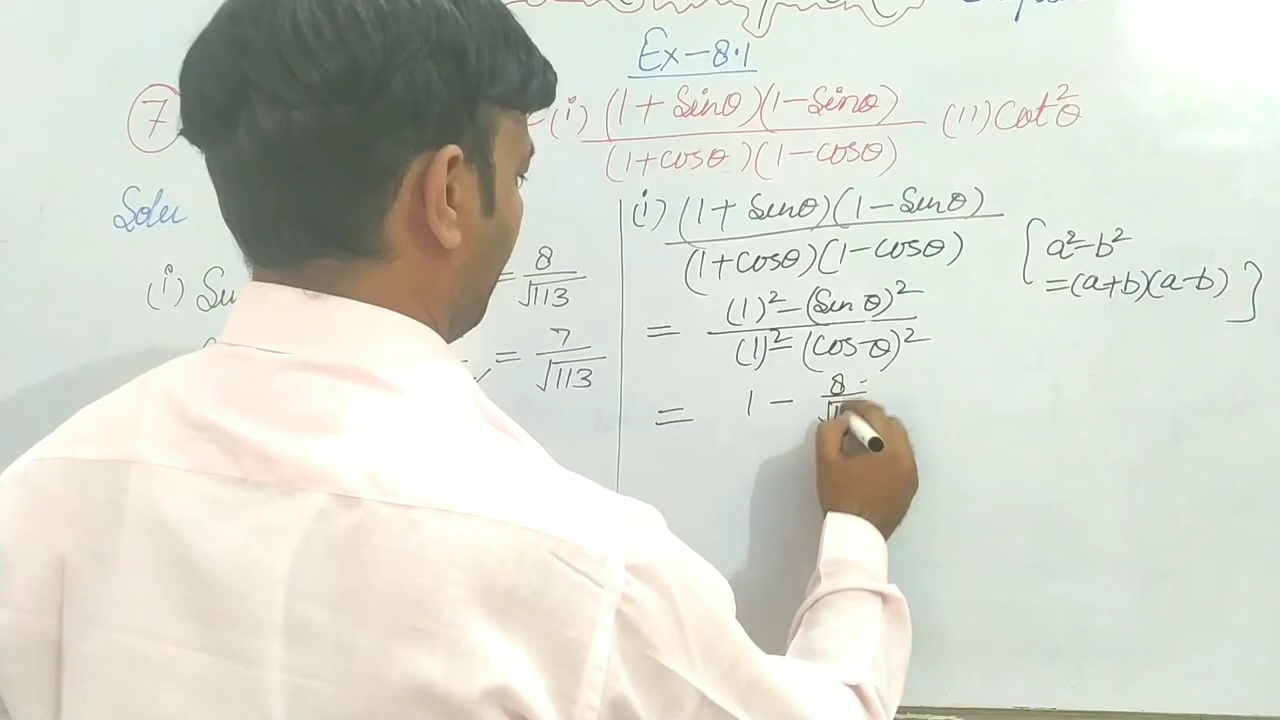 Ex-8.1
7 (i) (1 + Sinθ)(1-Sinθ) (ii) Cot²θ
(1+cosθ)(1-cosθ)
Solu
(i) = 8
√113
= 7
√113
(i) (1 + Sinθ)(1-Sinθ)
(1+cosθ)(1-cosθ)
[a²-b²
=(a+b)(a-b)]
= (1)²-(Sinθ)²
(1)²-(cosθ)²
= 1 - 8